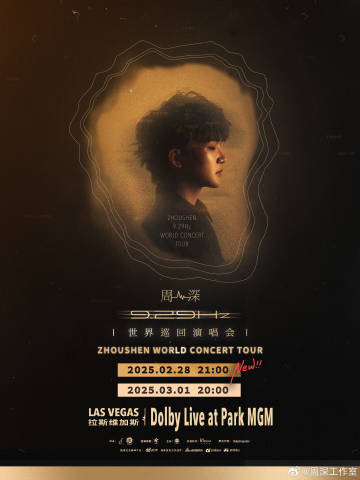 ZHOUSHEN
9.29Hz
WORLD CONCERT
TOUR
周深
9.29Hz
世界巡回演唱会
ZHOUSHEN WORLD CONCERT TOUR
2025.02.28 21:00 New!!
2025.03.01 20:00
LAS VEGAS
拉斯维加斯
Dolby Live at Park MGM
@周深工作室